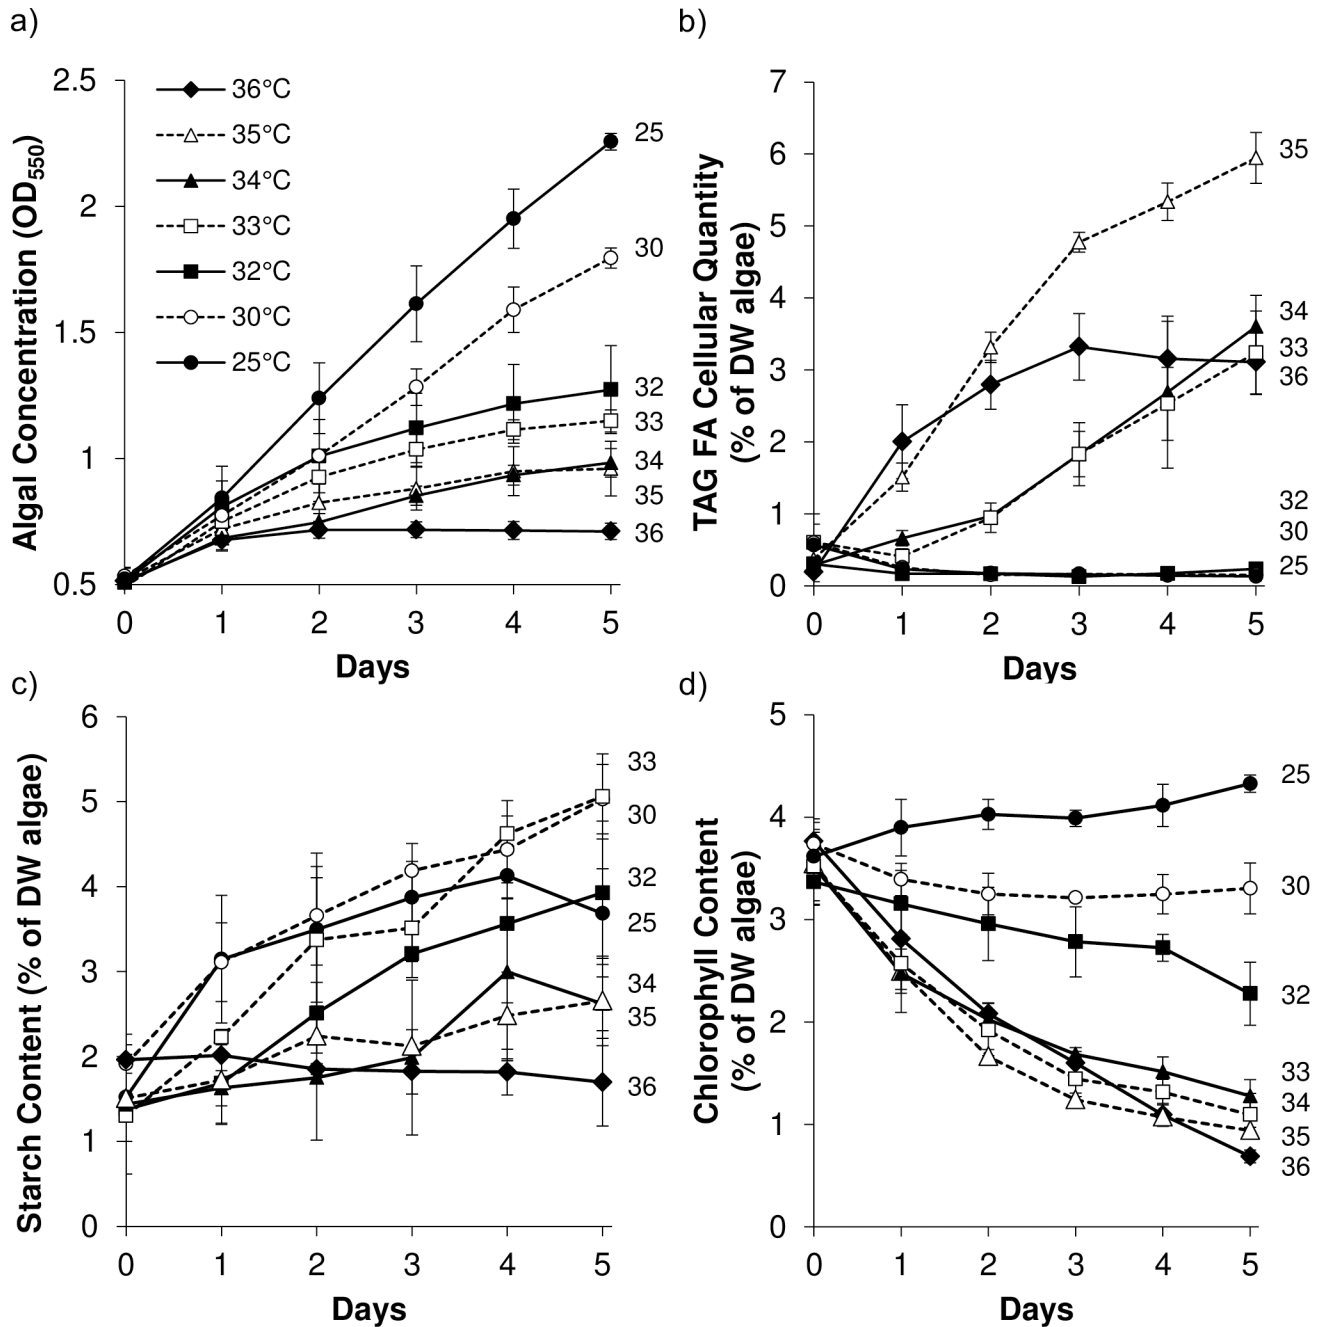 a)
Algal Concentration (OD550)
2.5
2
1.5
1
0.5
36°C
35°C
34°C
33°C
32°C
30°C
25°C
25
30
32
33
34
35
36
0 1 2 3 4 5
Days
b)
TAG FA Cellular Quantity
(% of DW algae)
7
6
5
4
3
2
1
0
35
34
33
36
32
30
25
0 1 2 3 4 5
Days
c)
Starch Content (% of DW algae)
6
5
4
3
2
1
0
33
30
32
25
34
35
36
0 1 2 3 4 5
Days
d)
Chlorophyll Content
(% of DW algae)
5
4
3
2
1
0
25
30
32
33
34
35
36
0 1 2 3 4 5
Days